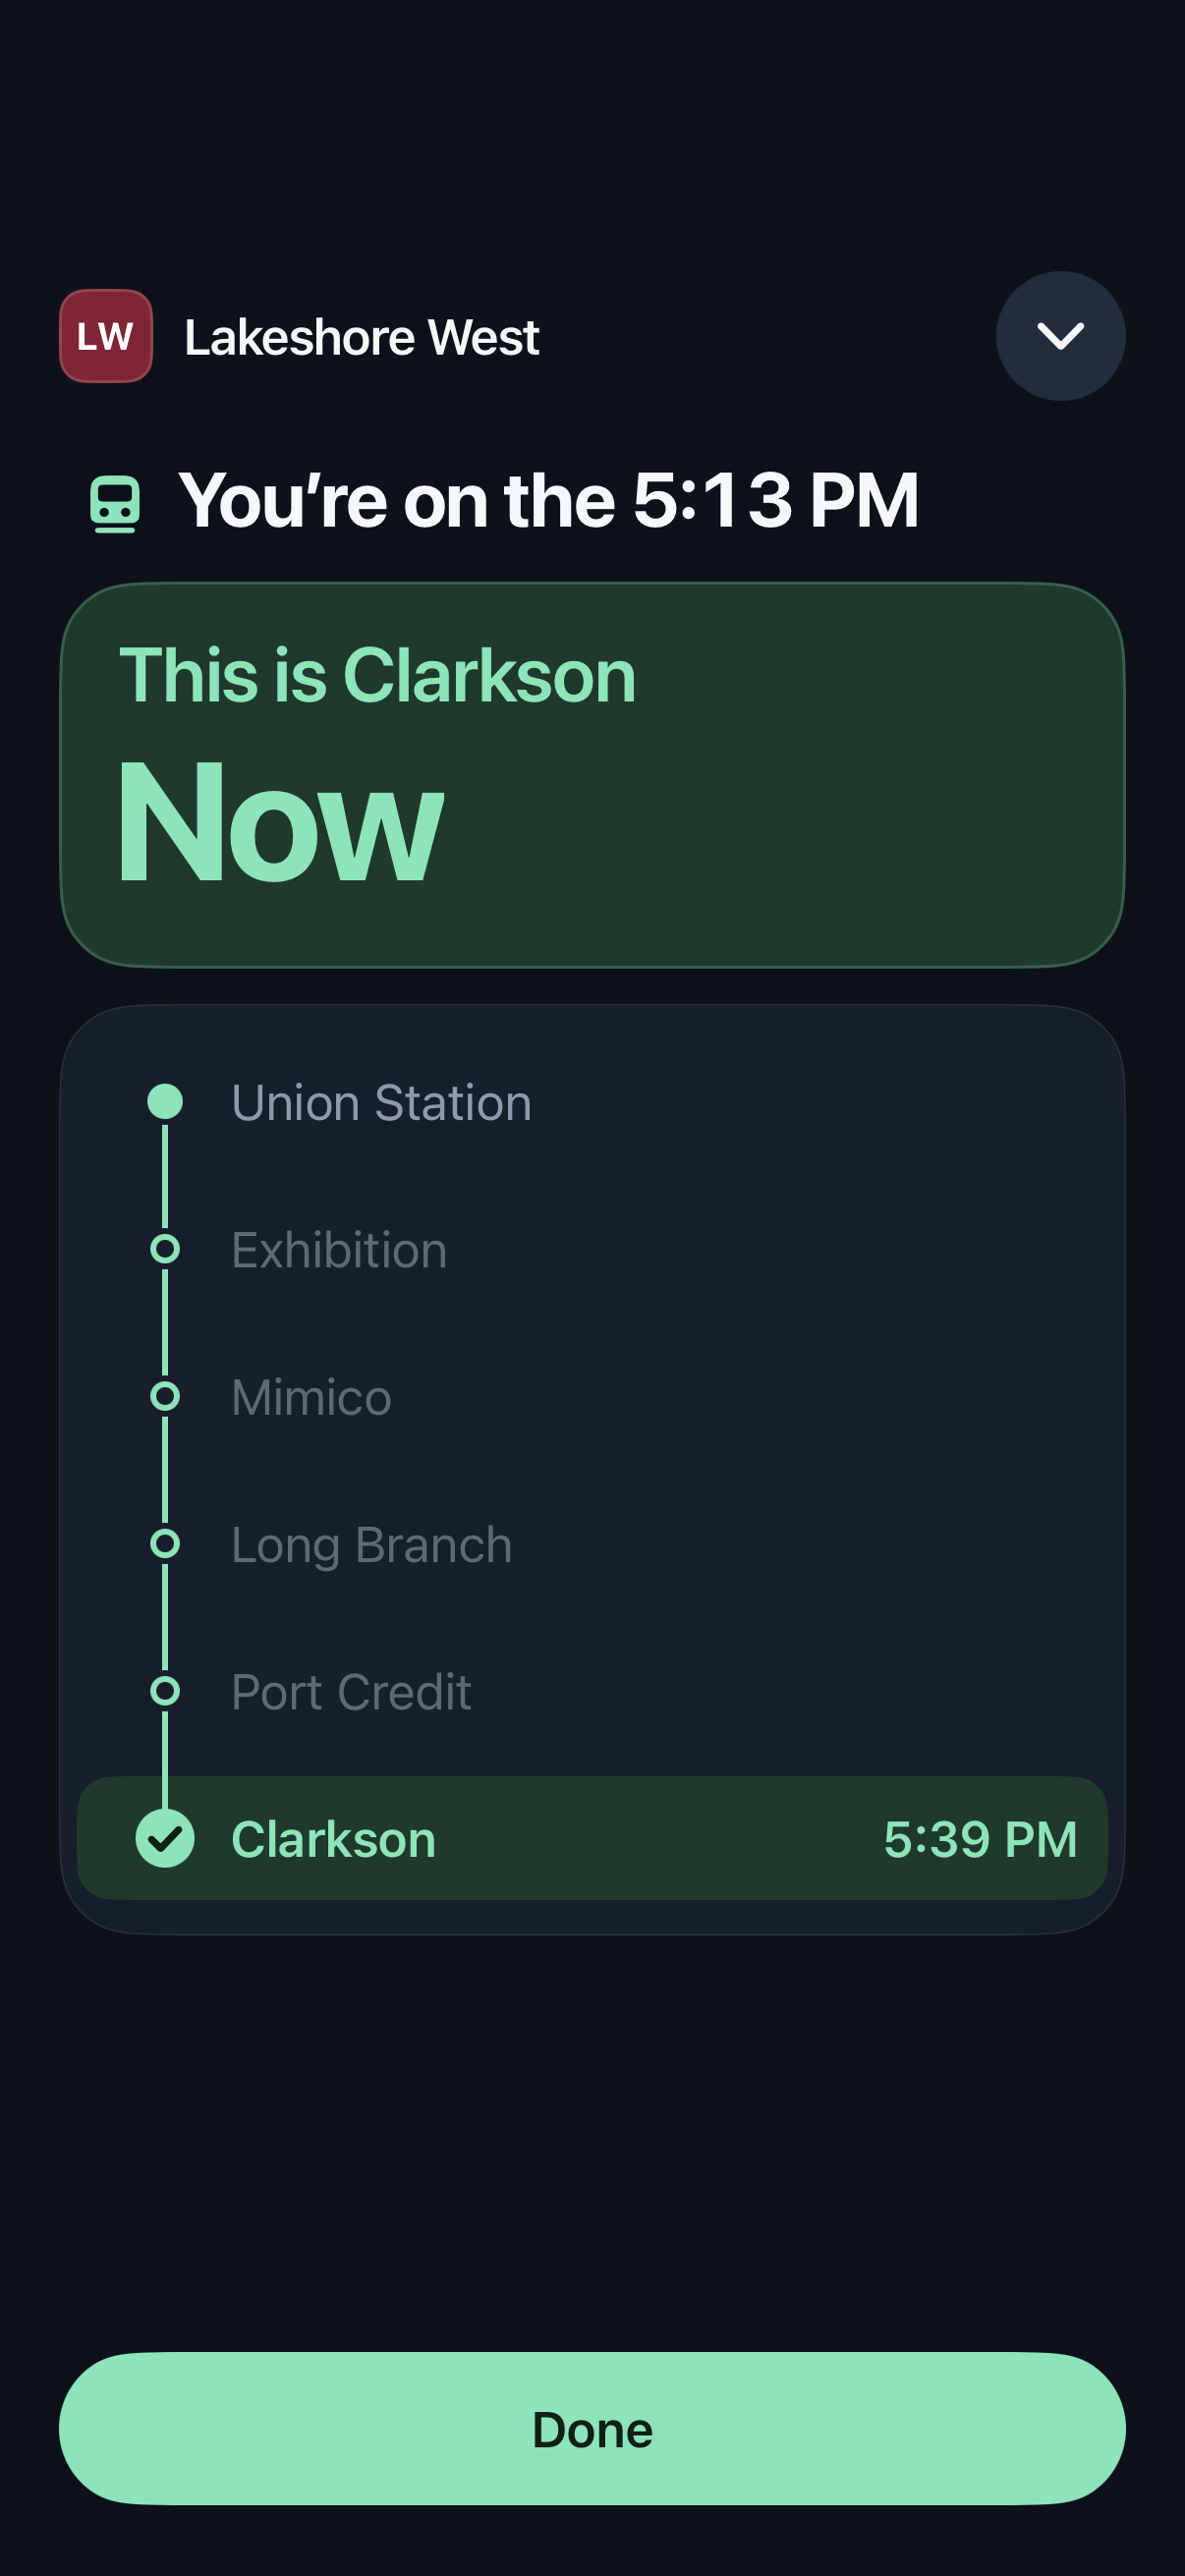 LW Lakeshore West
You’re on the 5:13 PM
This is Clarkson
Now
Union Station
Exhibition
Mimico
Long Branch
Port Credit
Clarkson 5:39 PM
Done